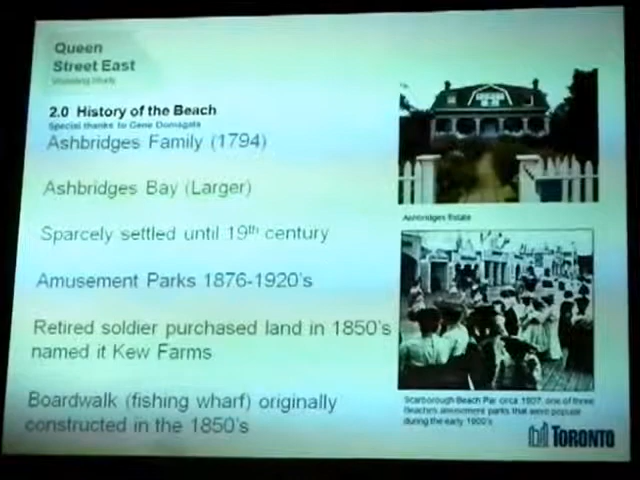 Queen
Street East
Visioning Study
2.0 History of the Beach
Special thanks to Gene Domagala
Ashbridges Family (1794)
Ashbridges Bay (Larger)
Sparcely settled until 19th century
Amusement Parks 1876-1920's
Retired soldier purchased land in 1850's
named it Kew Farms
Boardwalk (fishing wharf) originally
constructed in the 1850's
Ashbridges Estate
Scarborough Beach Par circa 1907, one of three
Beaches amusement parks that were popular
during the early 1900's
TORONTO